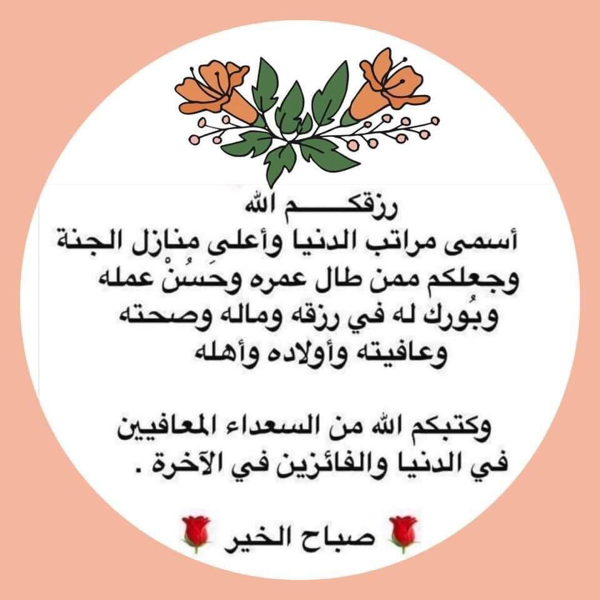 رزقكـــــم الله
أسمى مراتب الدنيا وأعلى منازل الجنة
وجعلكم ممن طال عمره وحَسُنْ عمله
وبُورك له في رزقه وماله وصحته
وعافيته وأولاده وأهله
وكتبكم الله من السعداء المعافيين
في الدنيا والفائزين في الآخرة .
🌹 صباح الخير 🌹